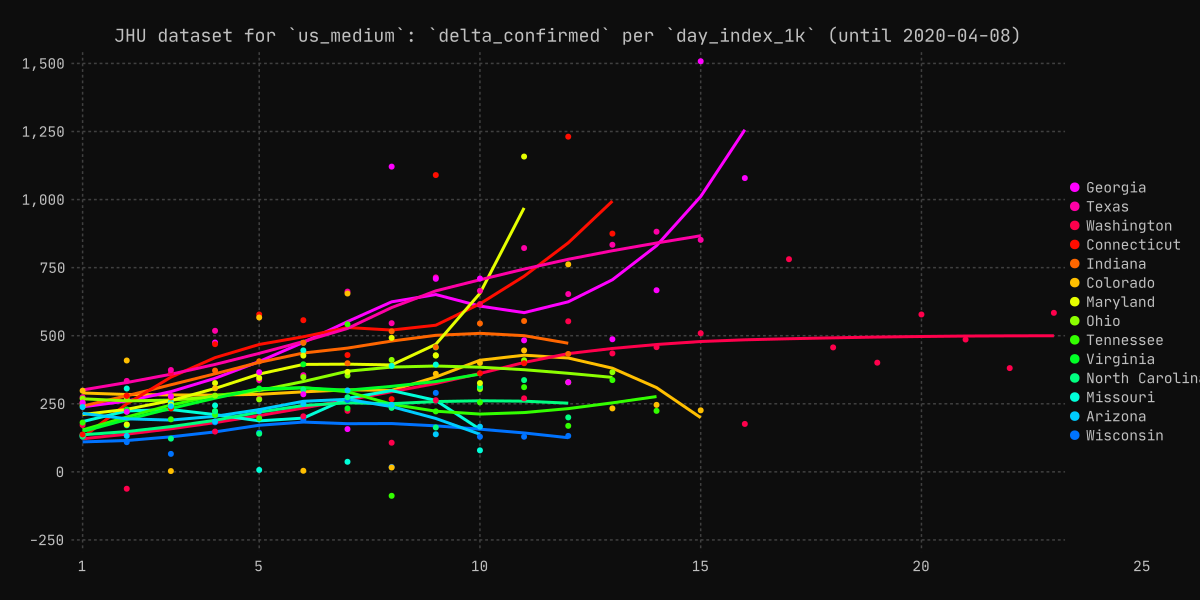 JHU dataset for `us_medium`: `delta_confirmed` per `day_index_1k` (until 2020-04-08)
1,500
1,250
1,000
750
500
250
0
−250
1 5 10 15 20 25
Georgia
Texas
Washington
Connecticut
Indiana
Colorado
Maryland
Ohio
Tennessee
Virginia
North Carolin
Missouri
Arizona
Wisconsin